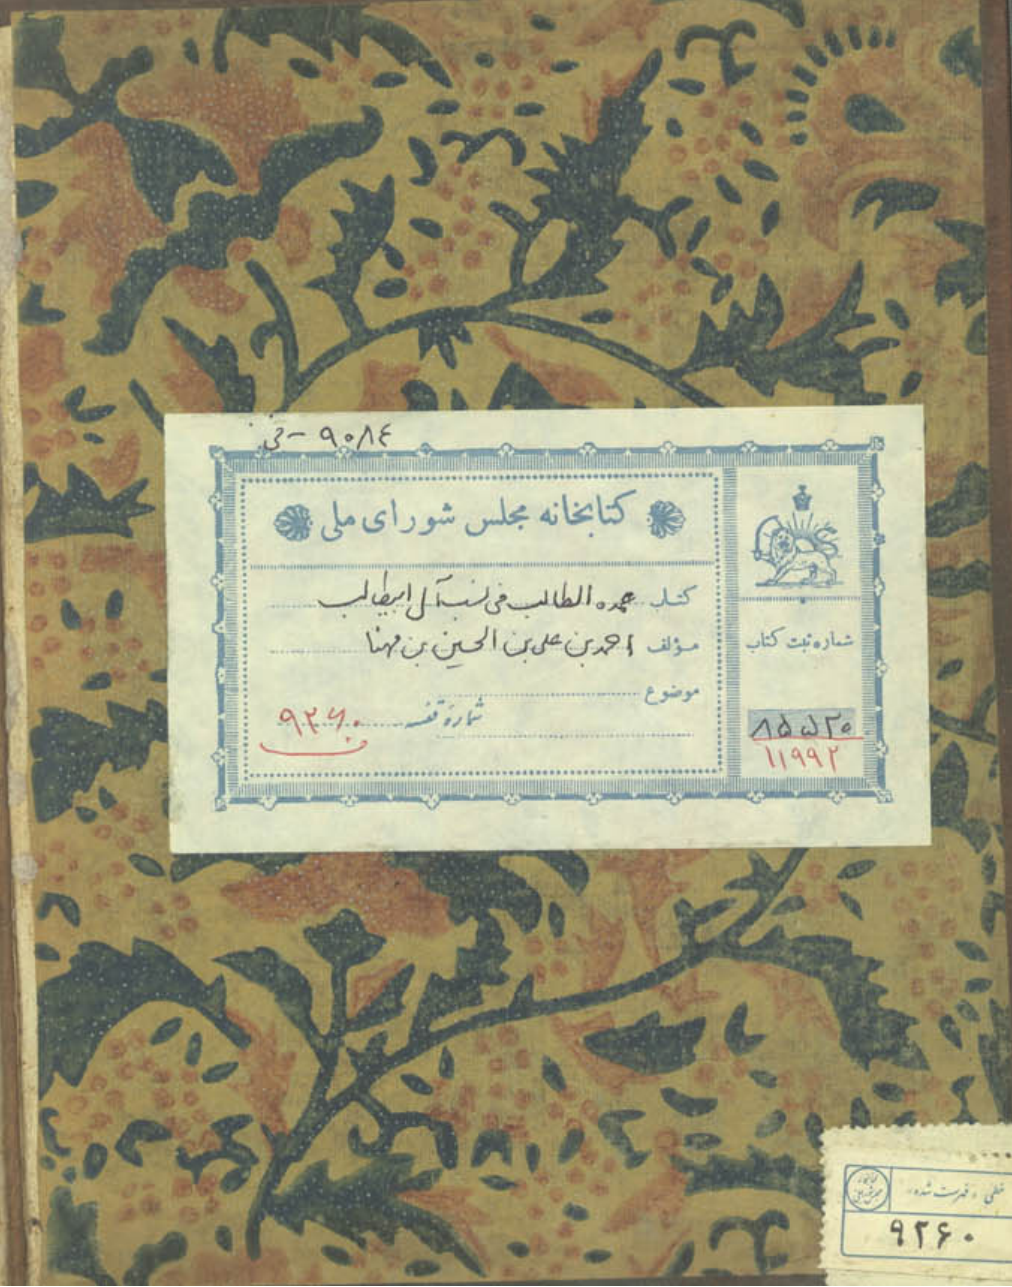 ۹۰۸۴ - فن
کتابخانه مجلس شورای ملی
کتاب عمده الطالب فی نسب آل ابیطالب
مؤلف احمد بن علی بن الحسین بن مهنا
موضوع
شماره قفسه ۹۲۶۰
شماره ثبت کتاب
۸۵۵۲۰
۱۱۹۹۲
خطی - فهرست شده
۹۲۶۰